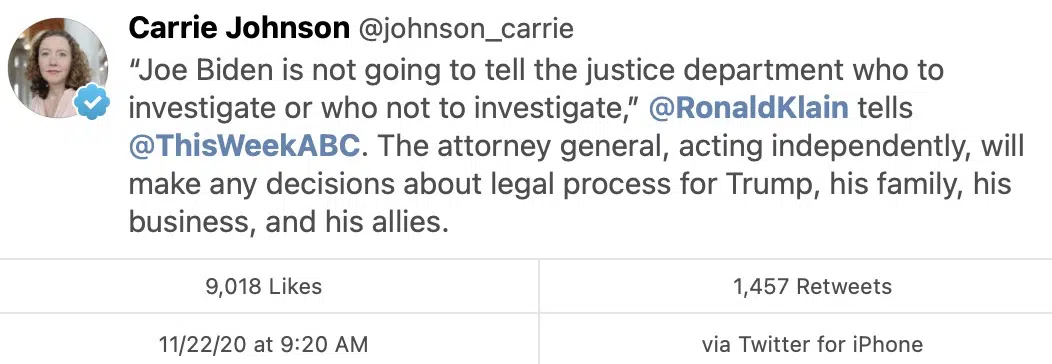 Carrie Johnson @johnson_carrie
“Joe Biden is not going to tell the justice department who to
investigate or who not to investigate,” @RonaldKlain tells
@ThisWeekABC. The attorney general, acting independently, will
make any decisions about legal process for Trump, his family, his
business, and his allies.
9,018 Likes
1,457 Retweets
11/22/20 at 9:20 AM
via Twitter for iPhone